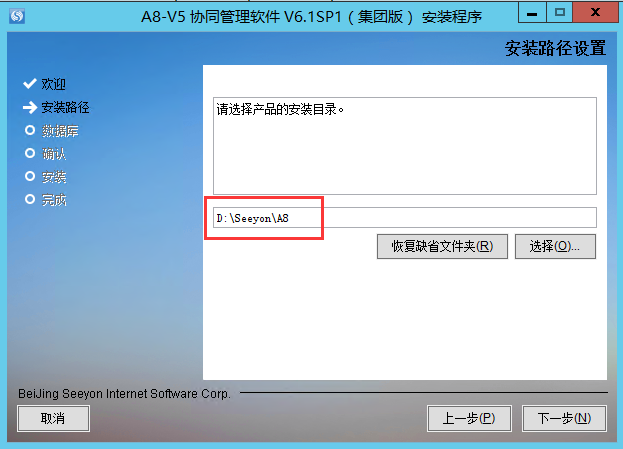 A8-V5 协同管理软件 V6.1SP1（集团版）安装程序
安装路径设置
欢迎
安装路径
数据库
确认
安装
完成
请选择产品的安装目录。
D:\Seeyon\A8
恢复缺省文件夹(R)
选择(O)...
BeiJing Seeyon Internet Software Corp.
取消
上一步(P)
下一步(N)